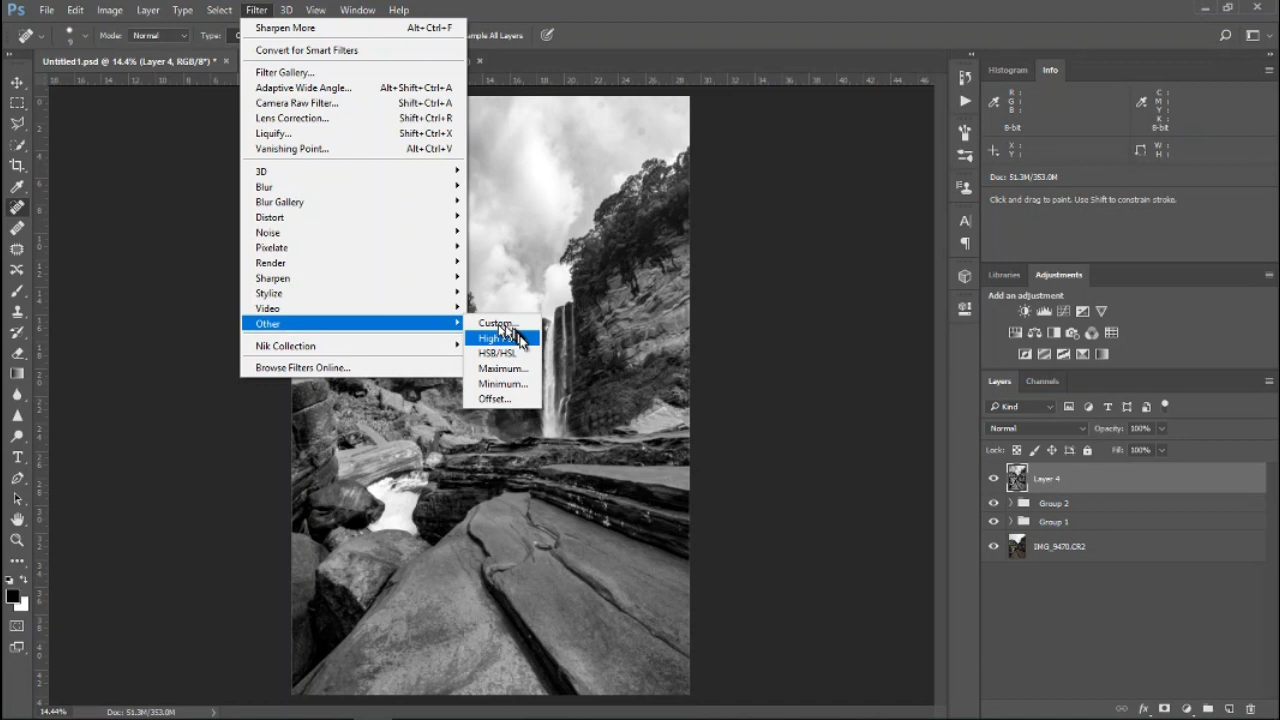 Ps File Edit Image Layer Type Select Filter 3D View Window Help
Mode: Normal Type: Sample All Layers
Untitled1.psd @ 14.4% (Layer 4, RGB/8*) * ×
Sharpen More Alt+Ctrl+F
Convert for Smart Filters
Filter Gallery...
Adaptive Wide Angle... Alt+Shift+Ctrl+A
Camera Raw Filter... Shift+Ctrl+A
Lens Correction... Shift+Ctrl+R
Liquify... Shift+Ctrl+X
Vanishing Point... Alt+Ctrl+V
3D
Blur
Blur Gallery
Distort
Noise
Pixelate
Render
Sharpen
Stylize
Video
Other
Nik Collection
Browse Filters Online...
Custom...
High
HSB/HSL
Maximum...
Minimum...
Offset...
Histogram Info
R : C :
G : M :
B : Y :
K :
8-bit 8-bit
X : W :
Y : H :
Doc: 51.3M/353.0M
Click and drag to paint. Use Shift to constrain stroke.
Libraries Adjustments
Add an adjustment
Layers Channels
Kind
Normal Opacity: 100%
Lock: Fill: 100%
Layer 4
Group 2
Group 1
IMG_9470.CR2
14.44% Doc: 51.3M/353.0M